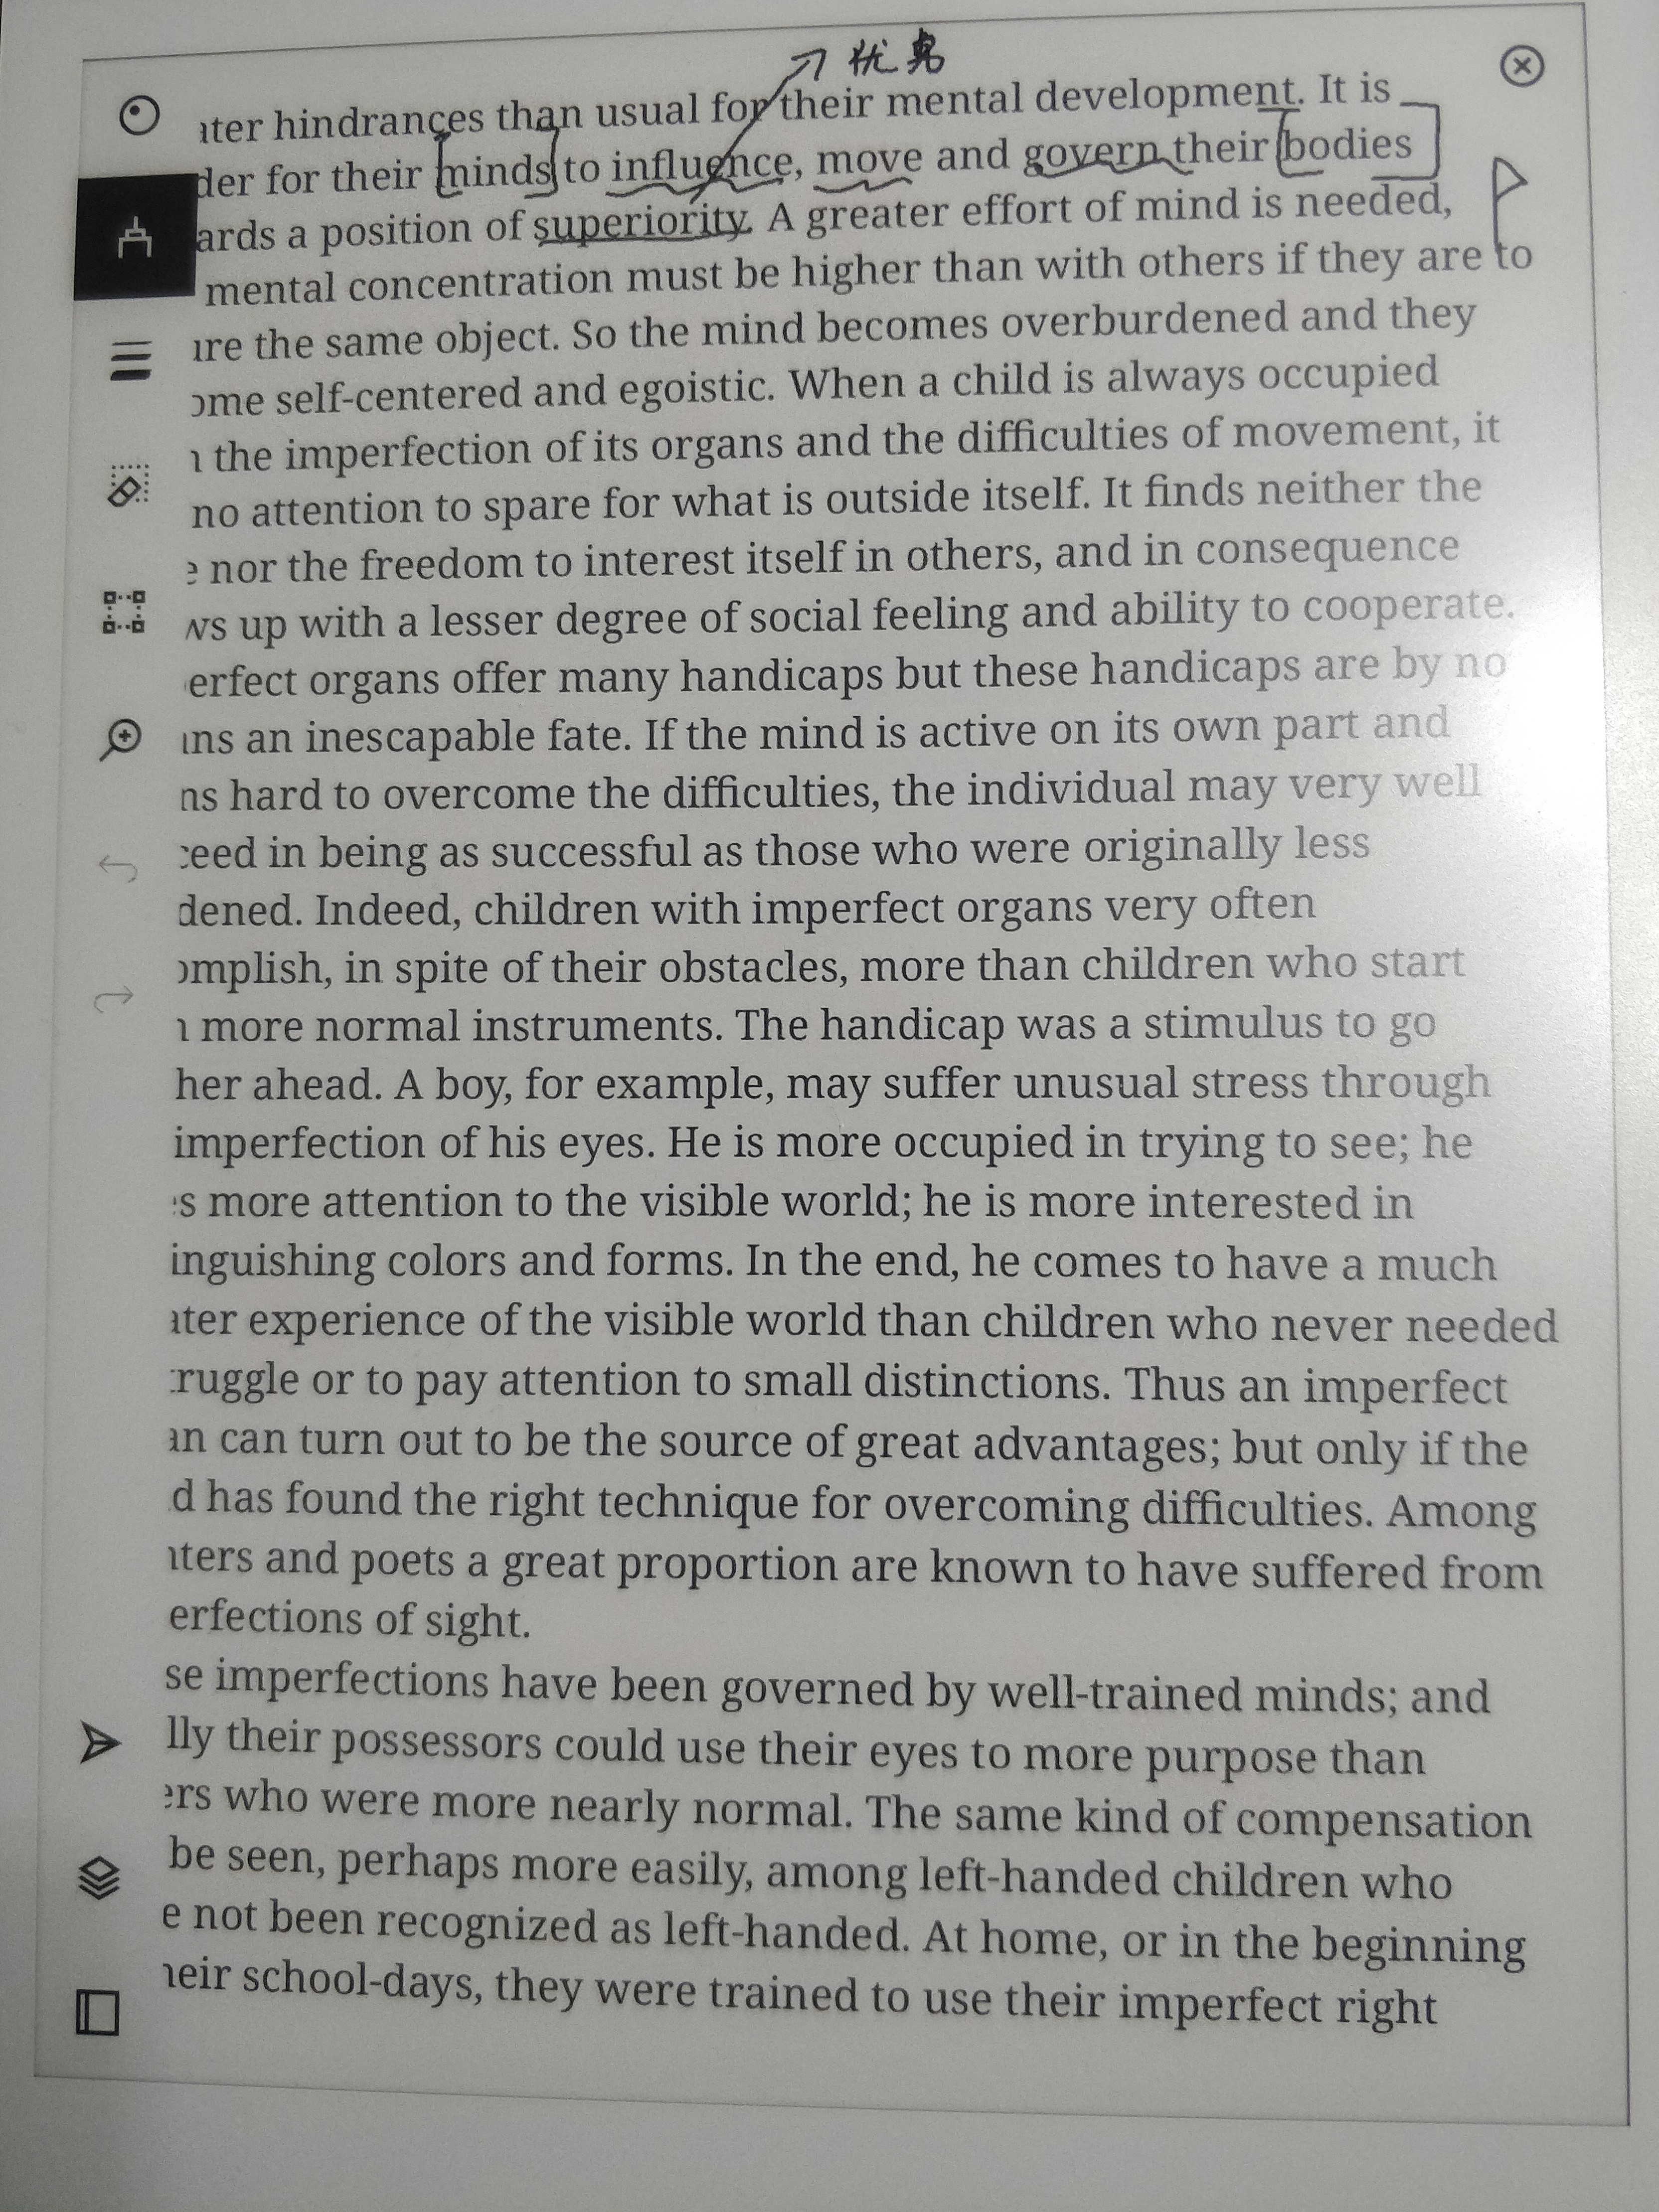 优
ter hindrances than usual for their mental development. It is
der for their minds to influence, move and govern their bodies
ards a position of superiority. A greater effort of mind is needed,
mental concentration must be higher than with others if they are to
re the same object. So the mind becomes overburdened and they
ome self-centered and egoistic. When a child is always occupied
the imperfection of its organs and the difficulties of movement, it
no attention to spare for what is outside itself. It finds neither the
e nor the freedom to interest itself in others, and in consequence
ws up with a lesser degree of social feeling and ability to cooperate.
erfect organs offer many handicaps but these handicaps are by no
ns an inescapable fate. If the mind is active on its own part and
ns hard to overcome the difficulties, the individual may very well
eed in being as successful as those who were originally less
dened. Indeed, children with imperfect organs very often
omplish, in spite of their obstacles, more than children who start
more normal instruments. The handicap was a stimulus to go
her ahead. A boy, for example, may suffer unusual stress through
imperfection of his eyes. He is more occupied in trying to see; he
s more attention to the visible world; he is more interested in
inguishing colors and forms. In the end, he comes to have a much
ater experience of the visible world than children who never needed
ruggle or to pay attention to small distinctions. Thus an imperfect
an can turn out to be the source of great advantages; but only if the
d has found the right technique for overcoming difficulties. Among
ters and poets a great proportion are known to have suffered from
erfections of sight.
se imperfections have been governed by well-trained minds; and
lly their possessors could use their eyes to more purpose than
ers who were more nearly normal. The same kind of compensation
be seen, perhaps more easily, among left-handed children who
e not been recognized as left-handed. At home, or in the beginning
eir school-days, they were trained to use their imperfect right